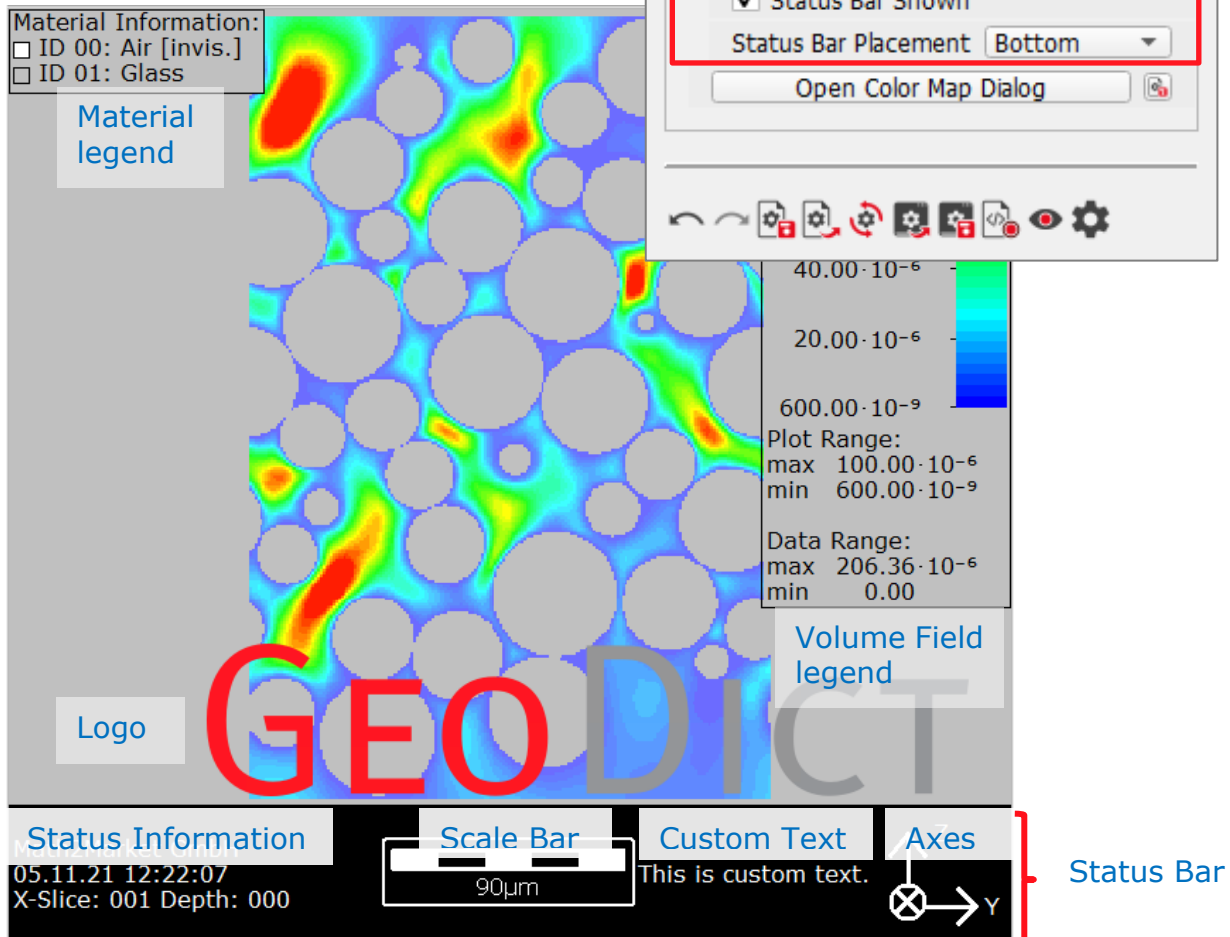 Material Information:
ID 00: Air [invis.]
ID 01: Glass
Material
legend
Status Bar Shown
Status Bar Placement Bottom
Open Color Map Dialog
40.00·10⁻⁶
20.00·10⁻⁶
600.00·10⁻⁹
Plot Range:
max 100.00·10⁻⁶
min 600.00·10⁻⁹
Data Range:
max 206.36·10⁻⁶
min 0.00
Volume Field
legend
Logo
GEODICT
Status Information
Scale Bar
Custom Text
Axes
Math2Market GmbH
05.11.21 12:22:07
X-Slice: 001 Depth: 000
90µm
This is custom text.
Z
Y
Status Bar